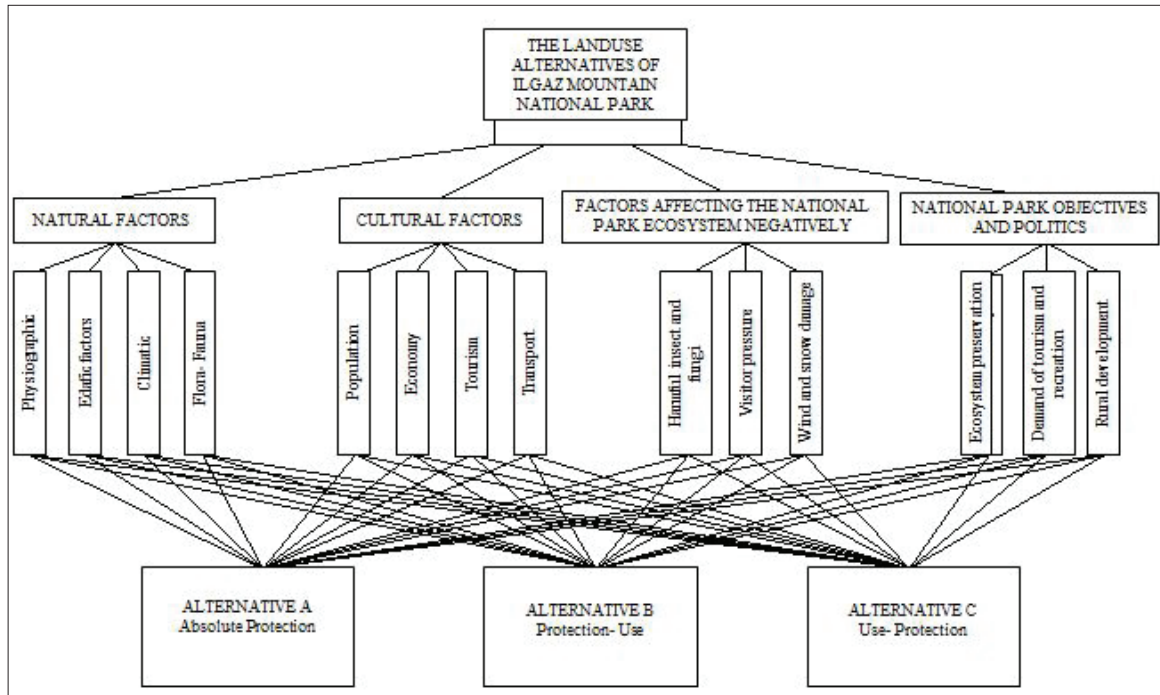 THE LANDUSE
ALTERNATIVES OF
ILGAZ MOUNTAIN
NATIONAL PARK
NATURAL FACTORS
CULTURAL FACTORS
FACTORS AFFECTING THE NATIONAL
PARK ECOSYSTEM NEGATIVELY
NATIONAL PARK OBJECTIVES
AND POLITICS
Physiographic
Edafic factors
Climatic
Flora- Fauna
Population
Economy
Tourism
Transport
Harmful insect and
fungi
Visitor pressure
Wind and snow damage
Ecosystem preservation
Demand of tourism and
recreation
Rural development
ALTERNATIVE A
Absolute Protection
ALTERNATIVE B
Protection- Use
ALTERNATIVE C
Use- Protection